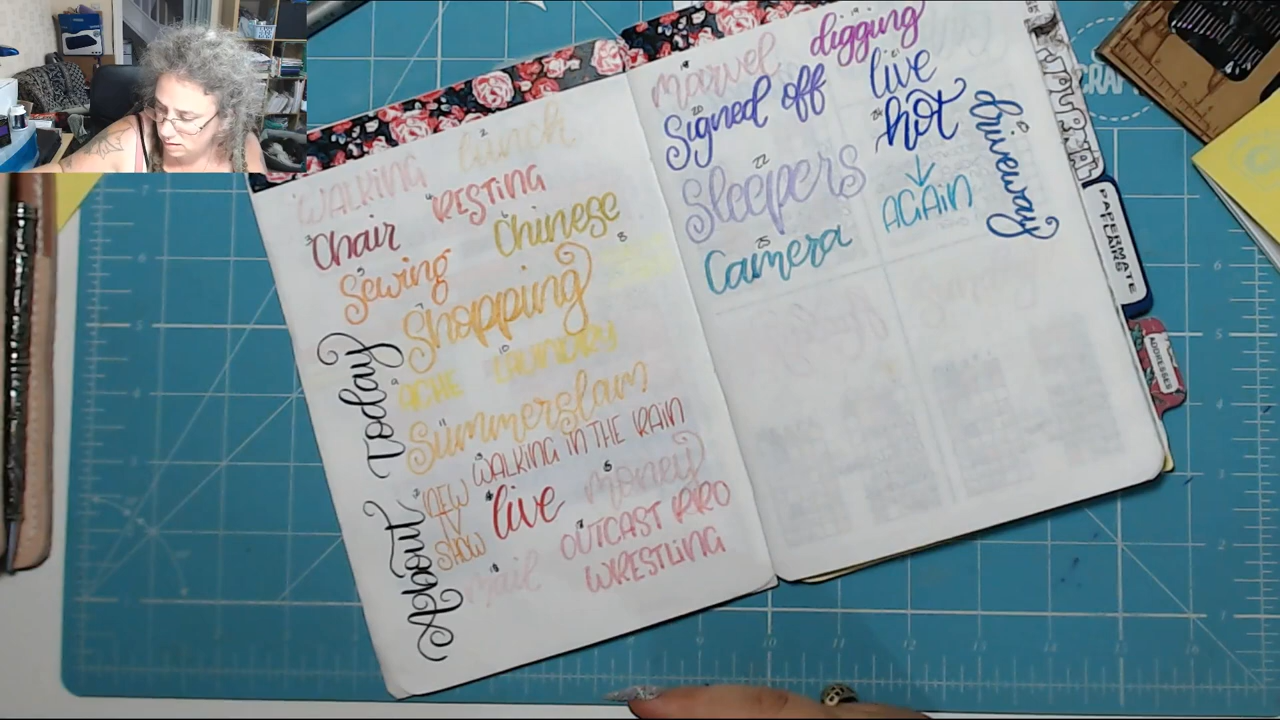 WALKING
Lunch
Chair
RESTING
Sewing
Chinese
Shopping
ACHE
LAUNDRY
Summerslam
WALKING IN THE RAIN
NEW
TV
SHOW
live
money
mail
OUTCAST PRO
WRESTLING
About Today
marvel
digging
Signed off
live
Sleepers
hot
driveway
Camera
AGAIN
PAPERMATE
FLAIRS
ADDRESSES